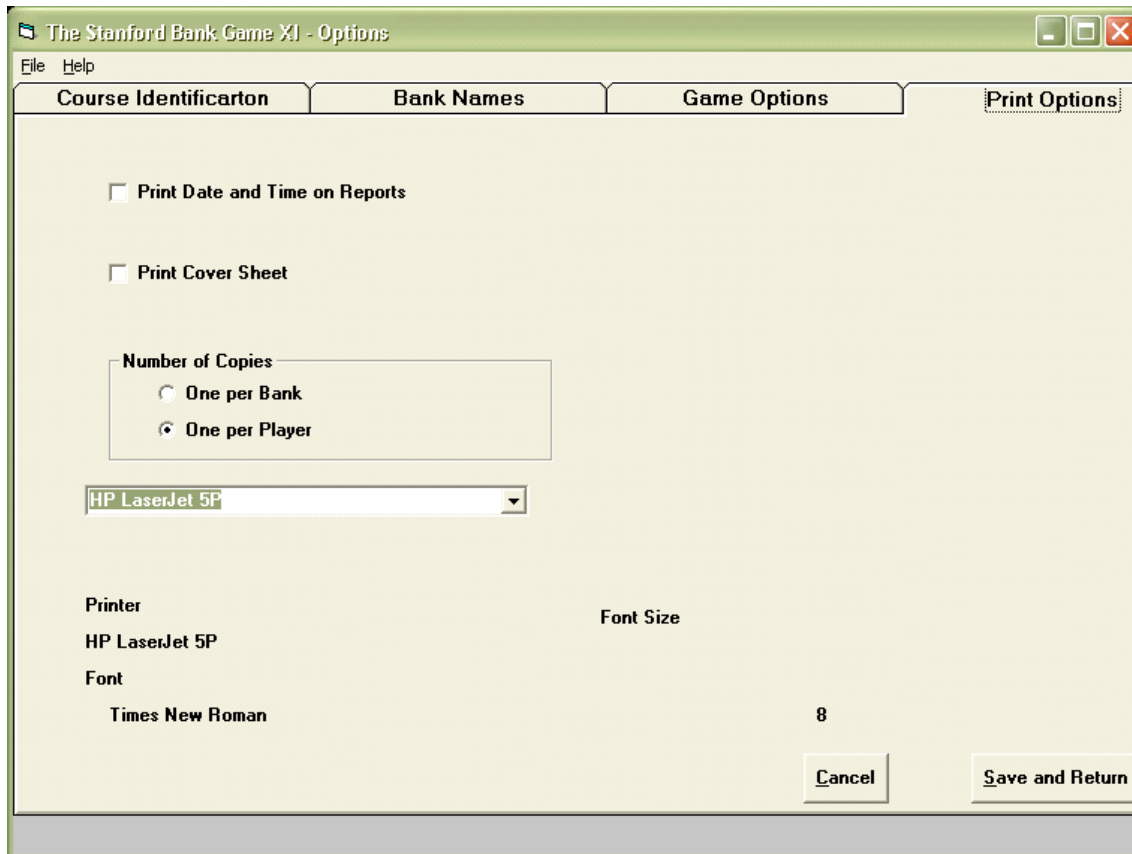 The Stanford Bank Game XI - Options
File Help
Course Identificarton Bank Names Game Options Print Options
Print Date and Time on Reports
Print Cover Sheet
Number of Copies
One per Bank
One per Player
HP LaserJet 5P
Printer
Font Size
HP LaserJet 5P
Font
Times New Roman 8
Cancel Save and Return